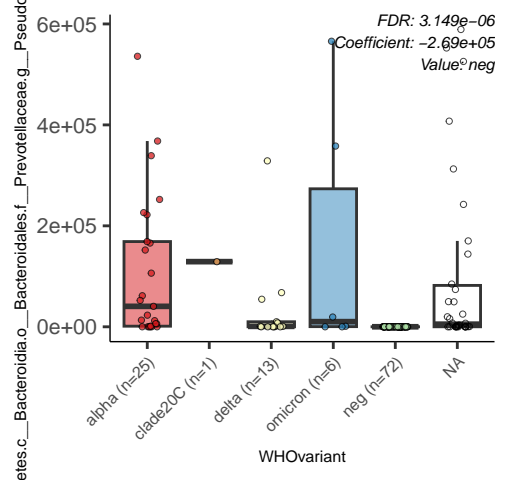 FDR: 3.149e−06
Coefficient: −2.69e+05
Value: neg
6e+05
4e+05
2e+05
0e+00
etes.c__Bacteroidia.o__Bacteroidales.f__Prevotellaceae.g__Pseudo
alpha (n=25)
clade20C (n=1)
delta (n=13)
omicron (n=6)
neg (n=72)
NA
WHOvariant